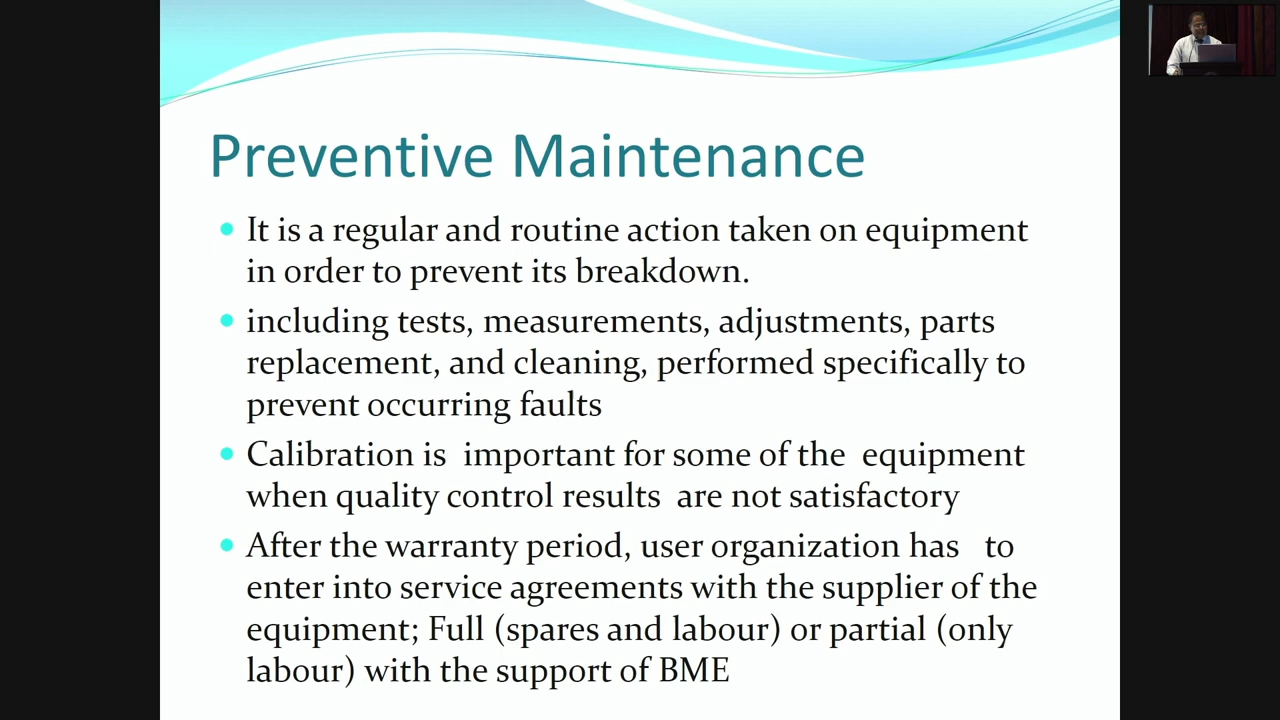 Preventive Maintenance
It is a regular and routine action taken on equipment
in order to prevent its breakdown.
including tests, measurements, adjustments, parts
replacement, and cleaning, performed specifically to
prevent occurring faults
Calibration is important for some of the equipment
when quality control results are not satisfactory
After the warranty period, user organization has to
enter into service agreements with the supplier of the
equipment; Full (spares and labour) or partial (only
labour) with the support of BME